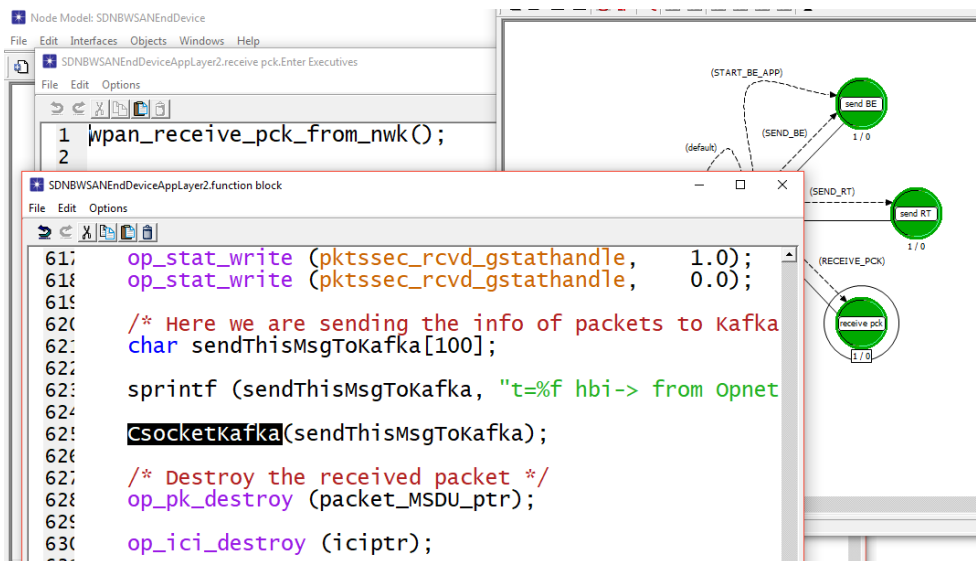 Node Model: SDNBWSANEndDevice
File Edit Interfaces Objects Windows Help
SDNBWSANEndDeviceAppLayer2.receive pck.Enter Executives
File Edit Options
1 wpan_receive_pck_from_nwk();
2
SDNBWSANEndDeviceAppLayer2.function block
File Edit Options
617 op_stat_write (pktssec_rcvd_gstathandle, 1.0);
618 op_stat_write (pktssec_rcvd_gstathandle, 0.0);
619
620 /* Here we are sending the info of packets to Kafka
621 char sendThisMsgToKafka[100];
622
623 sprintf (sendThisMsgToKafka, "t=%f hbi-> from Opnet
624
625 CsocketKafka(sendThisMsgToKafka);
626
627 /* Destroy the received packet */
628 op_pk_destroy (packet_MSDU_ptr);
629
630 op_ici_destroy (iciptr);
(START_BE_APP)
send BE
1 / 0
(SEND_BE)
(default)
(SEND_RT)
send RT
1 / 0
(RECEIVE_PCK)
receive pck
1 / 0